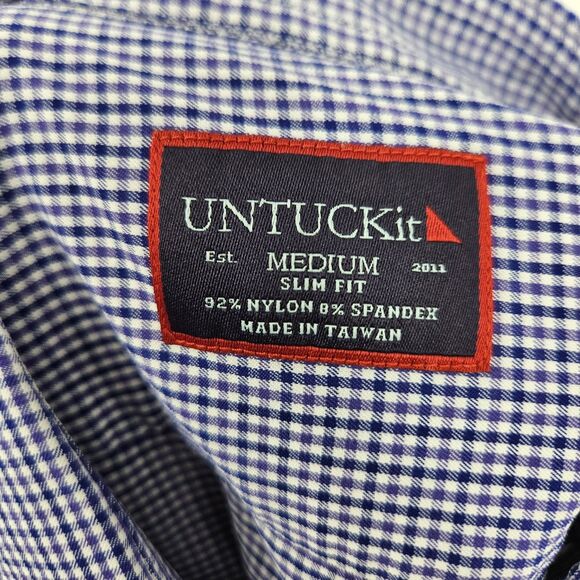 UNTUCKit
Est. MEDIUM 2011
SLIM FIT
92% NYLON 8% SPANDEX
MADE IN TAIWAN